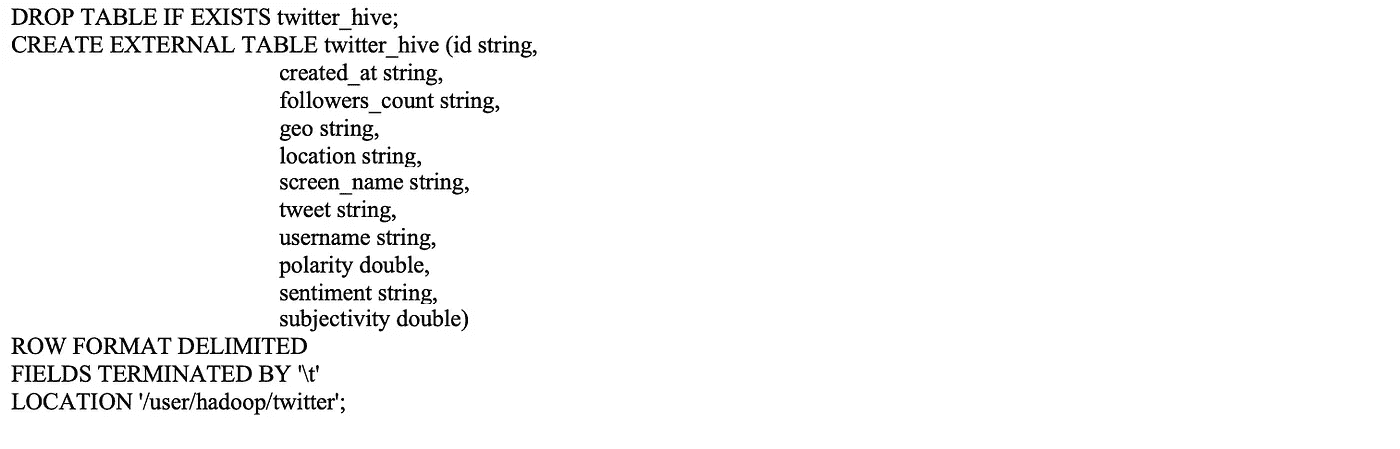 DROP TABLE IF EXISTS twitter_hive;
CREATE EXTERNAL TABLE twitter_hive (id string,
created_at string,
followers_count string,
geo string,
location string,
screen_name string,
tweet string,
username string,
polarity double,
sentiment string,
subjectivity double)
ROW FORMAT DELIMITED
FIELDS TERMINATED BY '\t'
LOCATION '/user/hadoop/twitter';